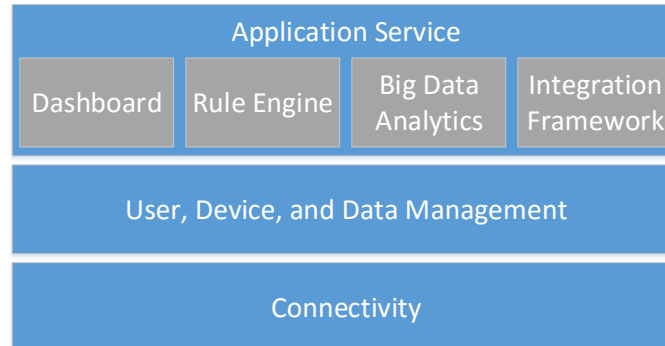 Application Service
Dashboard
Rule Engine
Big Data
Analytics
Integration
Framework
User, Device, and Data Management
Connectivity